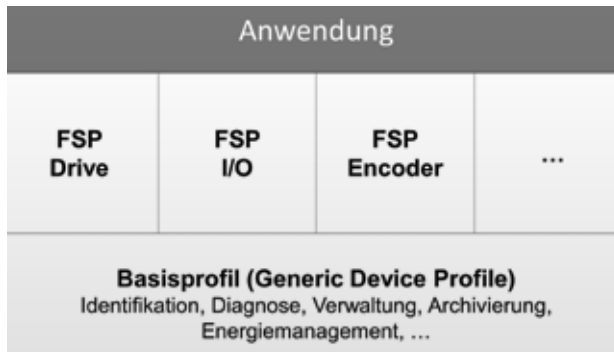 Anwendung
FSP
Drive
FSP
I/O
FSP
Encoder
...
Basisprofil (Generic Device Profile)
Identifikation, Diagnose, Verwaltung, Archivierung,
Energiemanagement, ...